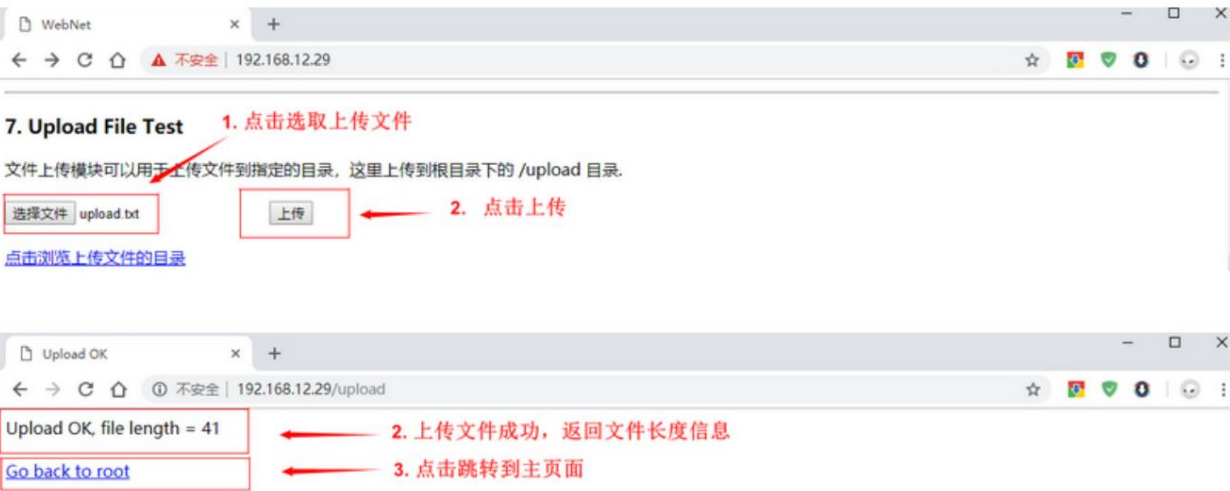 WebNet
不安全 | 192.168.12.29
7. Upload File Test
1. 点击选取上传文件
文件上传模块可以用于上传文件到指定的目录，这里上传到根目录下的 /upload 目录.
选择文件 upload.txt
上传
2. 点击上传
点击浏览上传文件的目录
Upload OK
不安全 | 192.168.12.29/upload
Upload OK, file length = 41
2. 上传文件成功，返回文件长度信息
Go back to root
3. 点击跳转到主页面